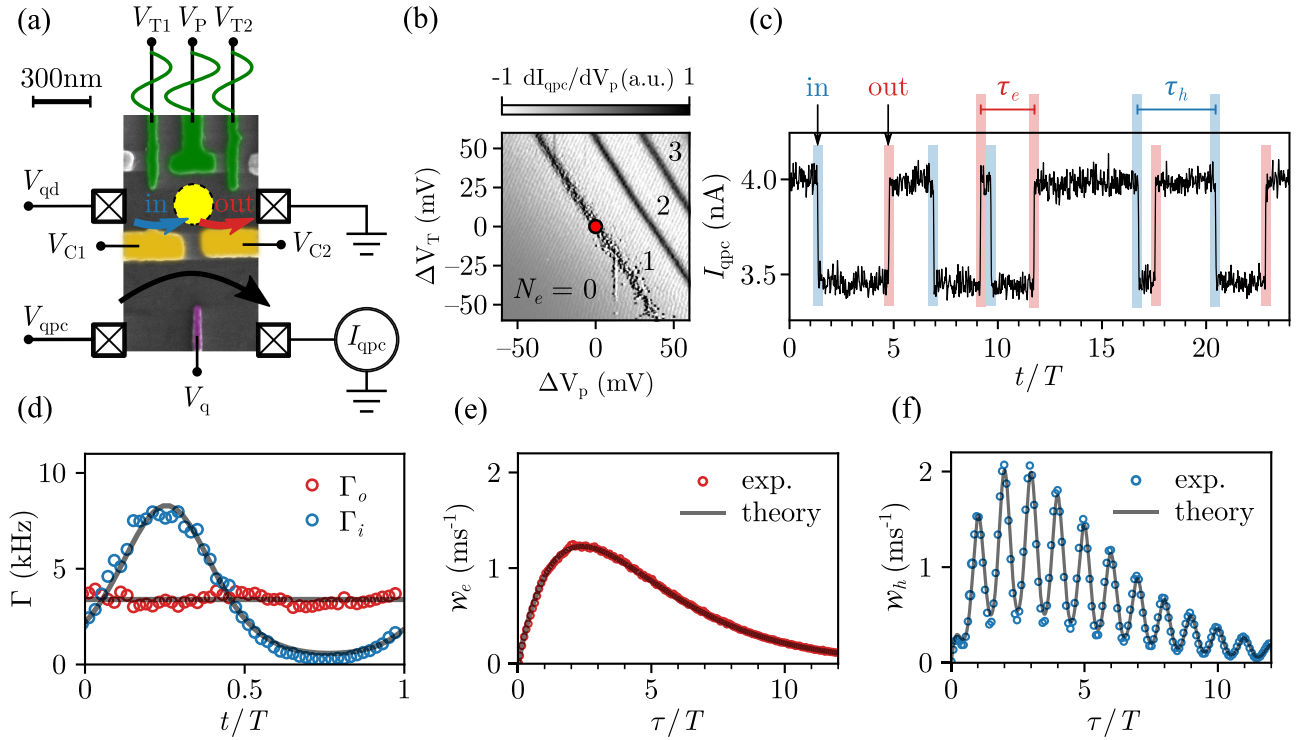 (a)
V_T1 V_P V_T2
300nm
V_qd
in out
V_C1 V_C2
V_qpc
I_qpc
V_q
(b)
-1 dI_qpc/dV_p(a.u.) 1
ΔV_T (mV)
50
25
0
−25
−50
3
2
1
N_e = 0
−50 0 50
ΔV_p (mV)
(c)
in out τ_e τ_h
I_qpc (nA)
4.0
3.5
0 5 10 15 20
t/T
(d)
Γ (kHz)
10
5
0
Γ_o
Γ_i
0 0.5 1
t/T
(e)
w_e (ms⁻¹)
2
1
0
exp.
theory
0 5 10
τ/T
(f)
w_h (ms⁻¹)
2
1
0
exp.
theory
0 5 10
τ/T